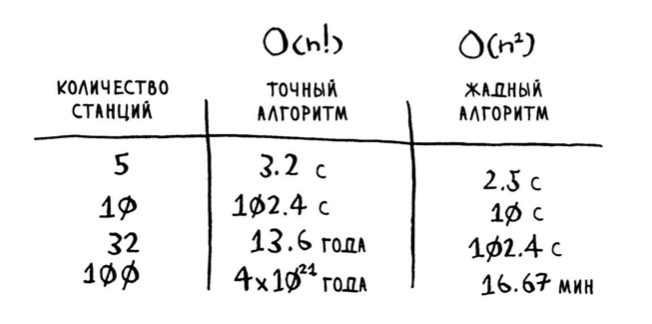 O(n!) O(n²)
КОЛИЧЕСТВО СТАНЦИЙ ТОЧНЫЙ АЛГОРИТМ ЖАДНЫЙ АЛГОРИТМ
5 3.2 с 2.5 с
10 102.4 с 10 с
32 13.6 ГОДА 102.4 с
100 4x10²¹ ГОДА 16.67 МИН